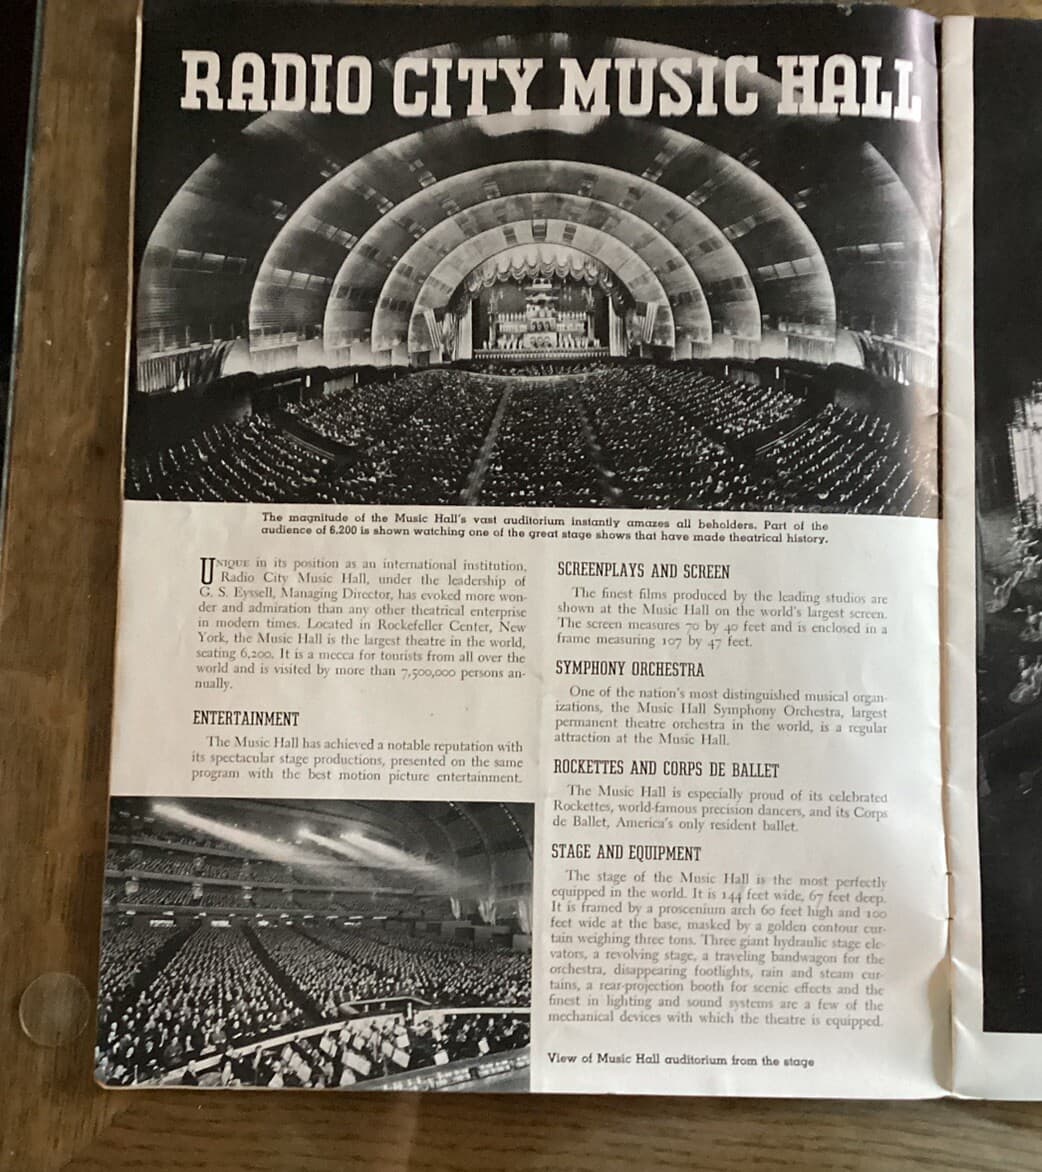 RADIO CITY MUSIC HALL
The magnitude of the Music Hall's vast auditorium instantly amazes all beholders. Part of the
audience of 6,200 is shown watching one of the great stage shows that have made theatrical history.
UNIQUE in its position as an international institution,
Radio City Music Hall, under the leadership of
G. S. Eyssell, Managing Director, has evoked more won-
der and admiration than any other theatrical enterprise
in modern times. Located in Rockefeller Center, New
York, the Music Hall is the largest theatre in the world,
seating 6,200. It is a mecca for tourists from all over the
world and is visited by more than 7,500,000 persons an-
nually.
ENTERTAINMENT
The Music Hall has achieved a notable reputation with
its spectacular stage productions, presented on the same
program with the best motion picture entertainment.
SCREENPLAYS AND SCREEN
The finest films produced by the leading studios are
shown at the Music Hall on the world's largest screen.
The screen measures 70 by 40 feet and is enclosed in a
frame measuring 107 by 47 feet.
SYMPHONY ORCHESTRA
One of the nation's most distinguished musical organ-
izations, the Music Hall Symphony Orchestra, largest
permanent theatre orchestra in the world, is a regular
attraction at the Music Hall.
ROCKETTES AND CORPS DE BALLET
The Music Hall is especially proud of its celebrated
Rockettes, world-famous precision dancers, and its Corps
de Ballet, America's only resident ballet.
STAGE AND EQUIPMENT
The stage of the Music Hall is the most perfectly
equipped in the world. It is 144 feet wide, 67 feet deep.
It is framed by a proscenium arch 60 feet high and 100
feet wide at the base, masked by a golden contour cur-
tain weighing three tons. Three giant hydraulic stage ele-
vators, a revolving stage, a traveling bandwagon for the
orchestra, disappearing footlights, rain and steam cur-
tains, a rear-projection booth for scenic effects and the
finest in lighting and sound systems are a few of the
mechanical devices with which the theatre is equipped.
View of Music Hall auditorium from the stage